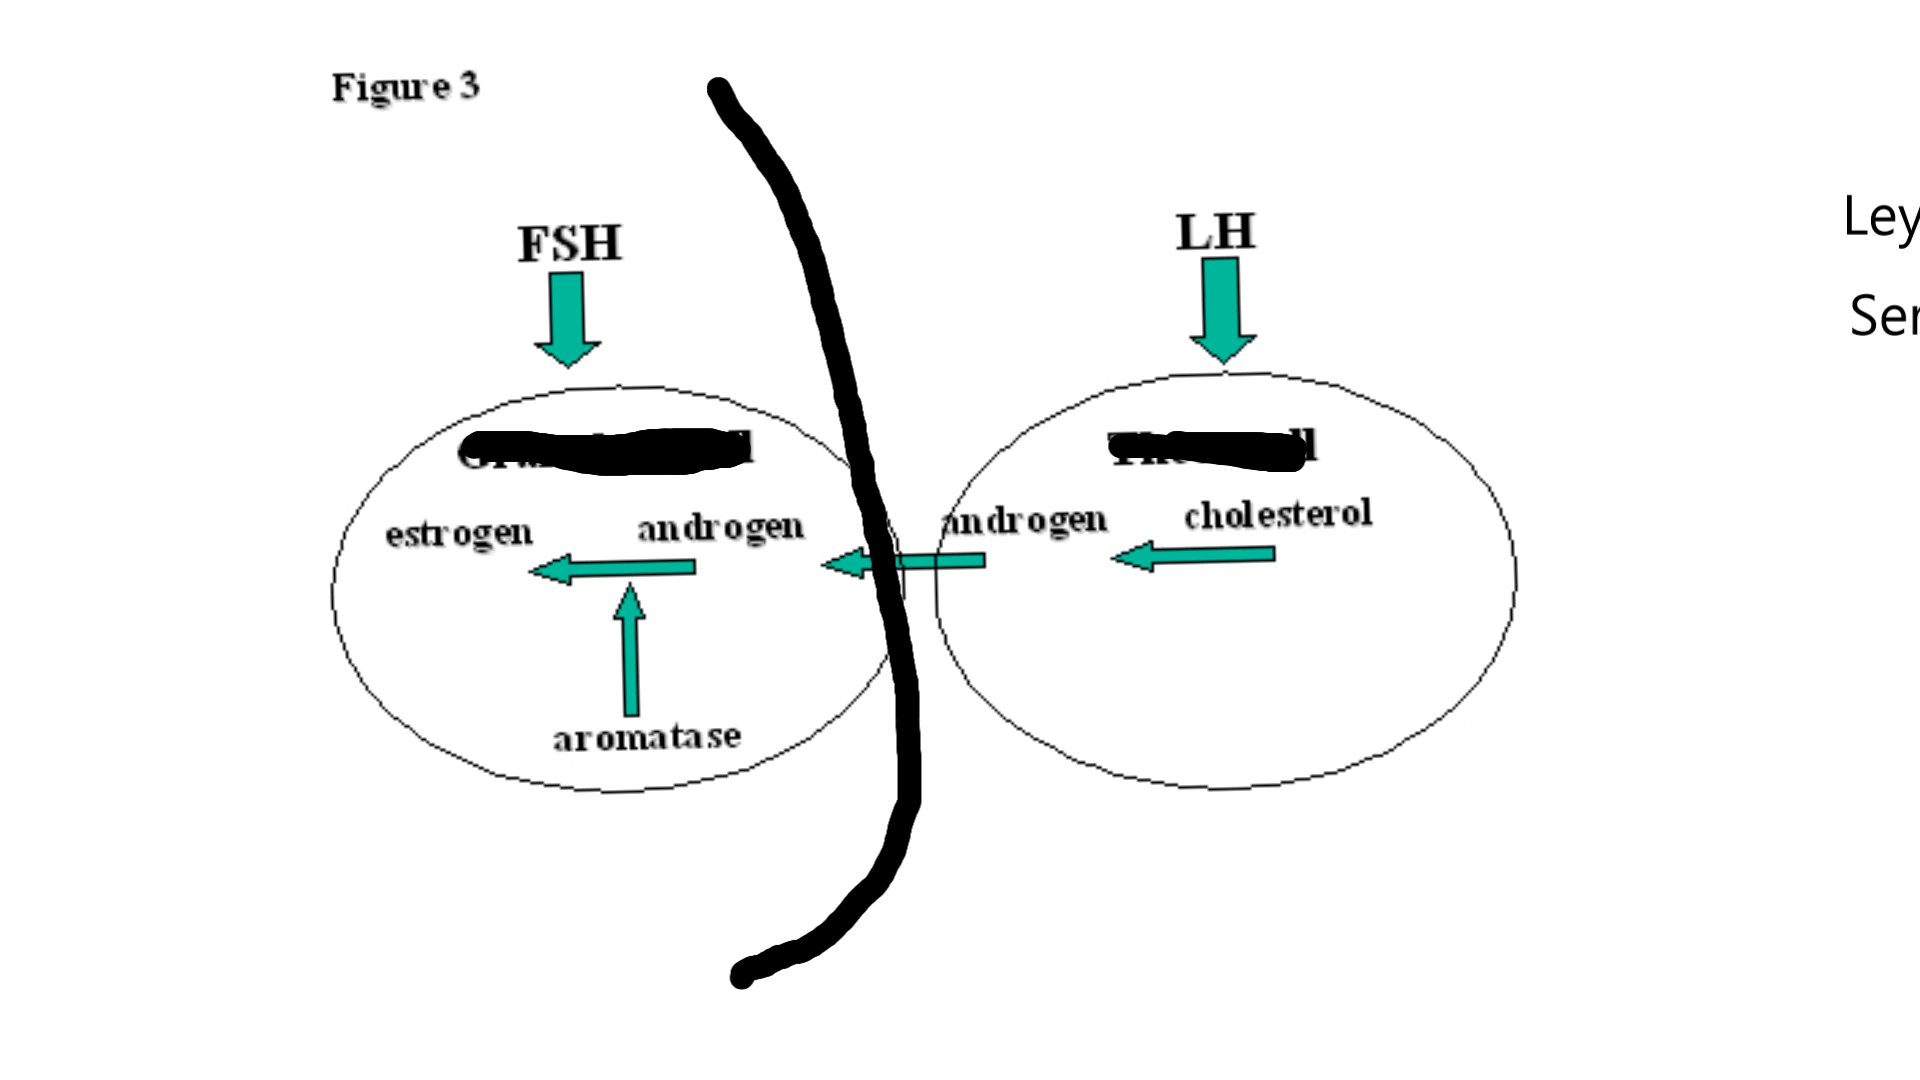 Figure 3
FSH
LH
estrogen
androgen
androgen
cholesterol
aromatase